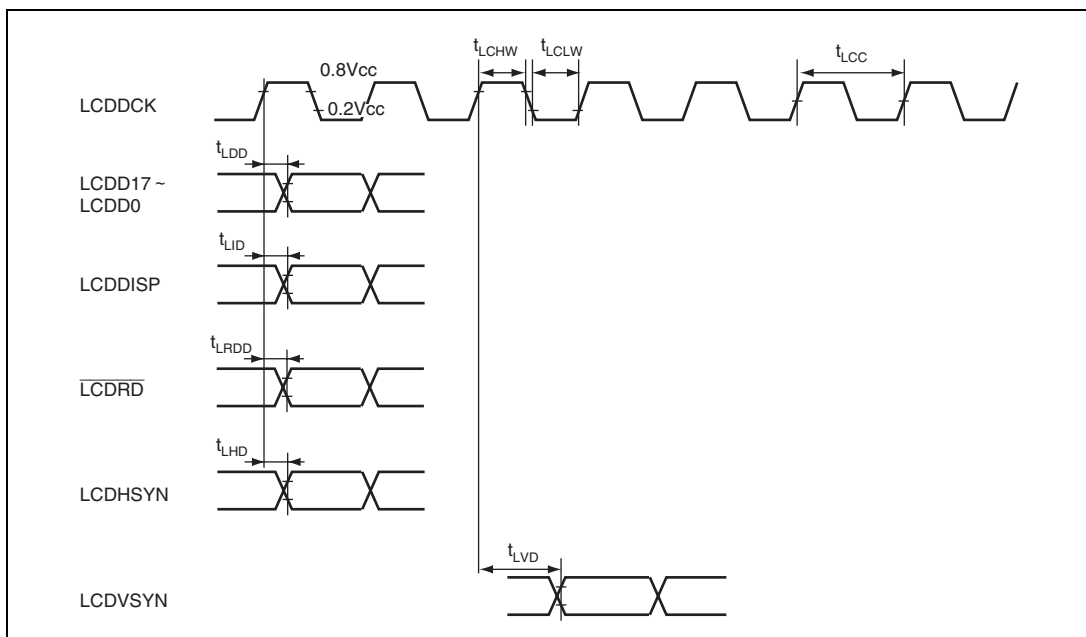 tLCHW tLCLW tLCC
0.8Vcc
LCDDCK
0.2Vcc
tLDD
LCDD17 ~
LCDD0
tLID
LCDDISP
tLRDD
LCDRD
tLHD
LCDHSYN
tLVD
LCDVSYN